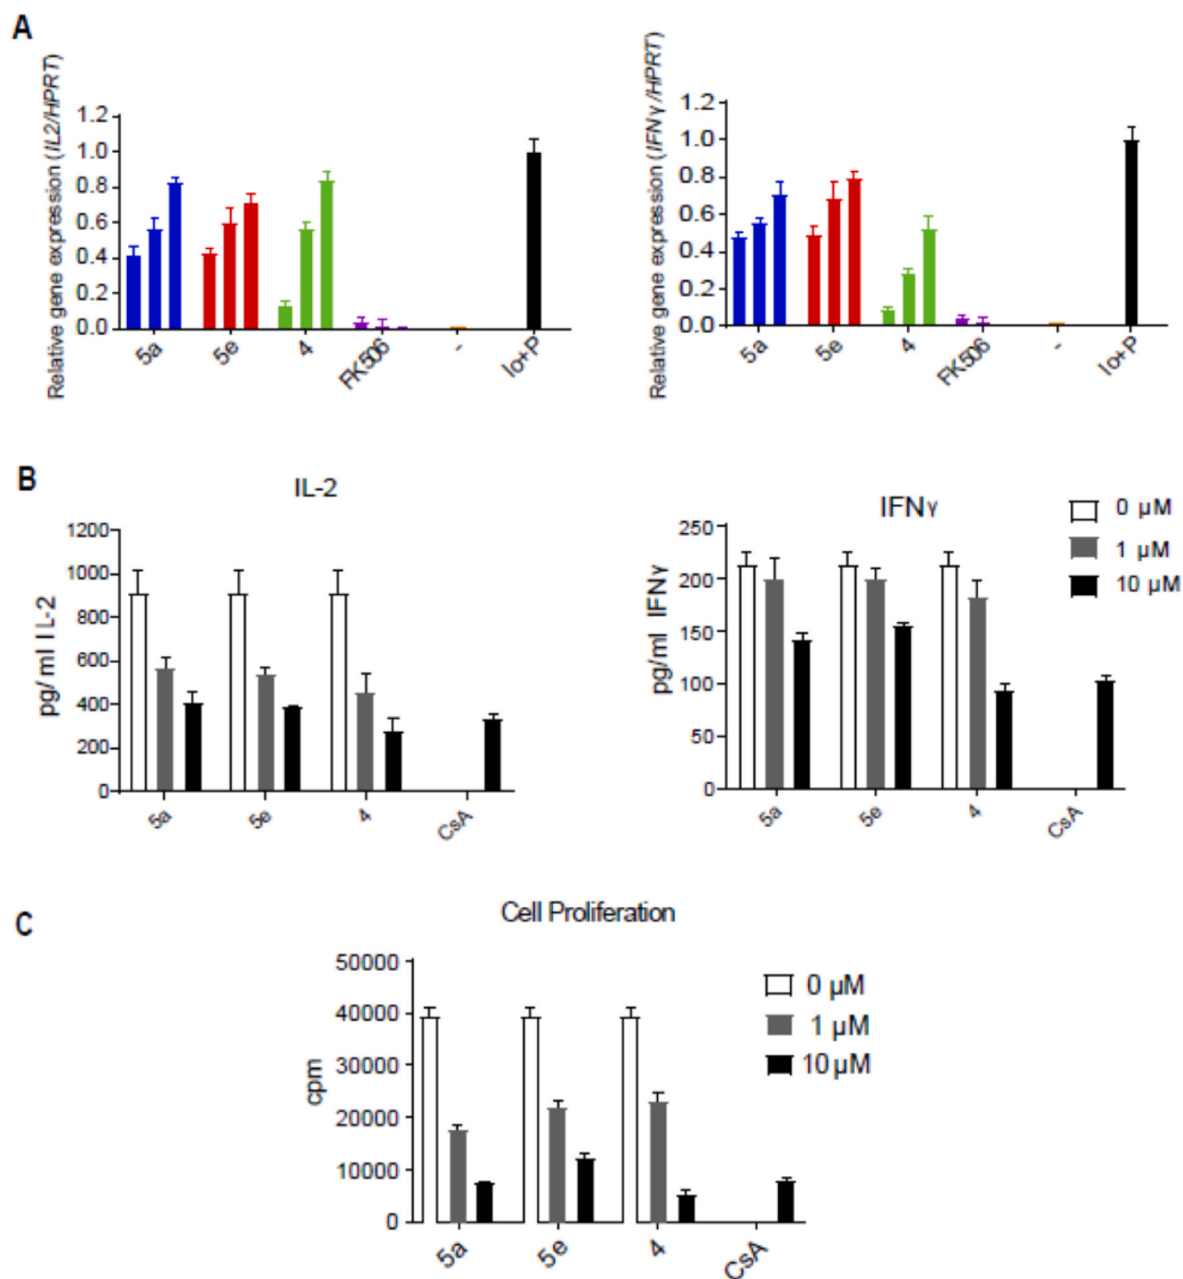 A
Relative gene expression (IL2/HPRT)
1.2
1.0
0.8
0.6
0.4
0.2
0.0
5a
5e
4
FK506
-
Io+P
Relative gene expression (IFNγ/HPRT)
1.2
1.0
0.8
0.6
0.4
0.2
0.0
5a
5e
4
FK506
-
Io+P
B
IL-2
pg/ ml IL-2
1200
1000
800
600
400
200
0
5a
5e
4
CsA
IFNγ
pg/ml IFNγ
250
200
150
100
50
0
5a
5e
4
CsA
0 µM
1 µM
10 µM
C
Cell Proliferation
cpm
50000
40000
30000
20000
10000
0
5a
5e
4
CsA
0 µM
1 µM
10 µM